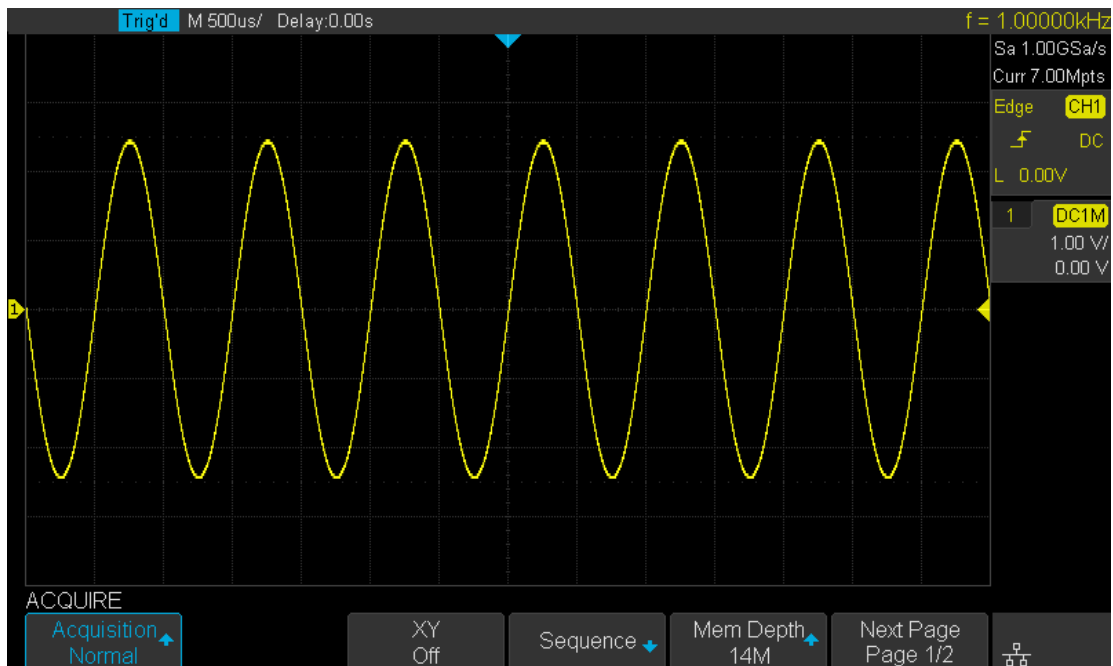 Trig'd M 500us/ Delay:0.00s f = 1.00000kHz
Sa 1.00GSa/s
Curr 7.00Mpts
Edge CH1
DC
L 0.00V
1 DC1M
1.00 V/
0.00 V
1
ACQUIRE
Acquisition
Normal
XY
Off
Sequence
Mem Depth
14M
Next Page
Page 1/2